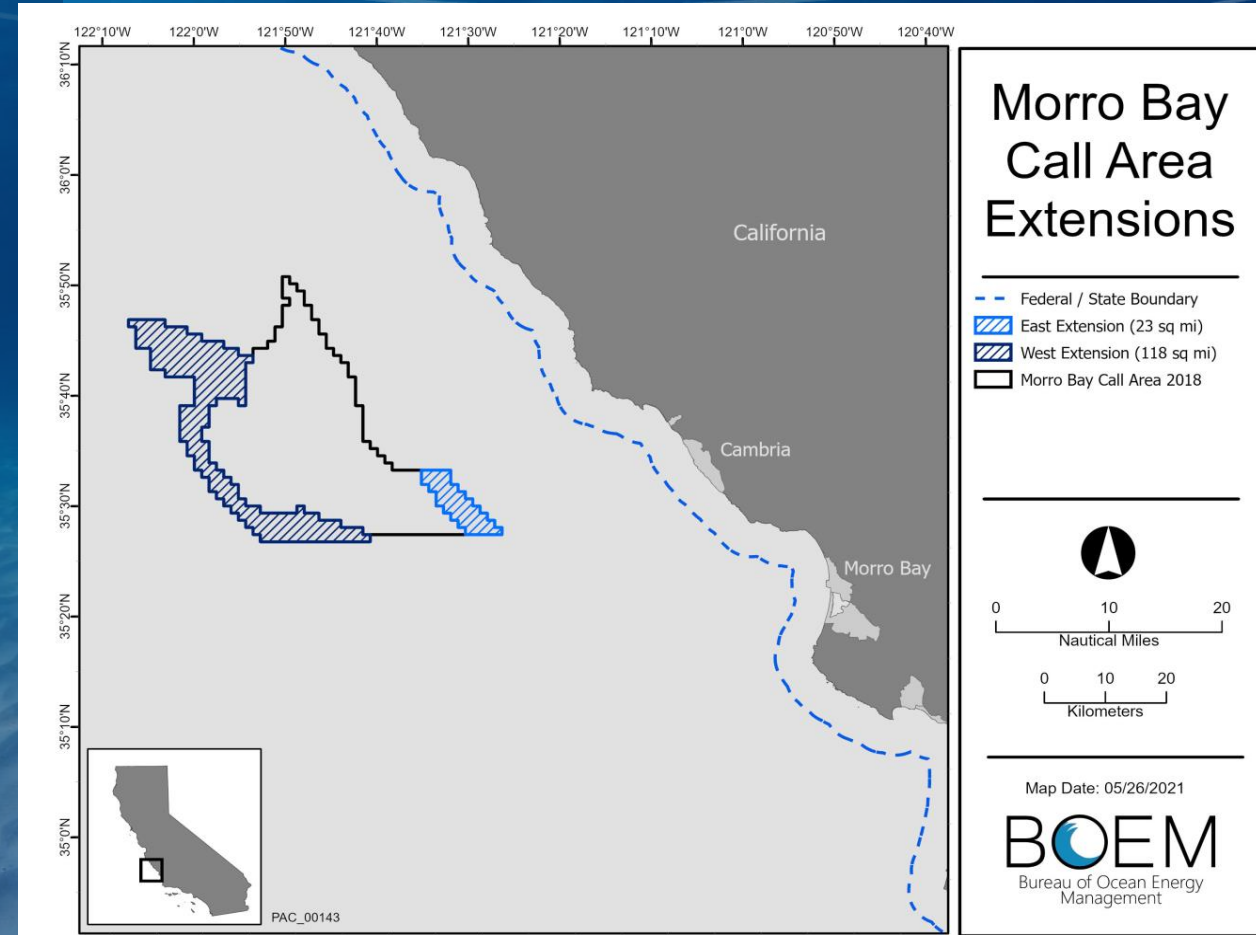 122°10'W 122°0'W 121°50'W 121°40'W 121°30'W 121°20'W 121°10'W 121°0'W 120°50'W 120°40'W
36°10'N
36°0'N
35°50'N
35°40'N
35°30'N
35°20'N
35°10'N
35°0'N
California
Cambria
Morro Bay
PAC_00143
Morro Bay
Call Area
Extensions
Federal / State Boundary
East Extension (23 sq mi)
West Extension (118 sq mi)
Morro Bay Call Area 2018
0 10 20
Nautical Miles
0 10 20
Kilometers
Map Date: 05/26/2021
BOEM
Bureau of Ocean Energy
Management